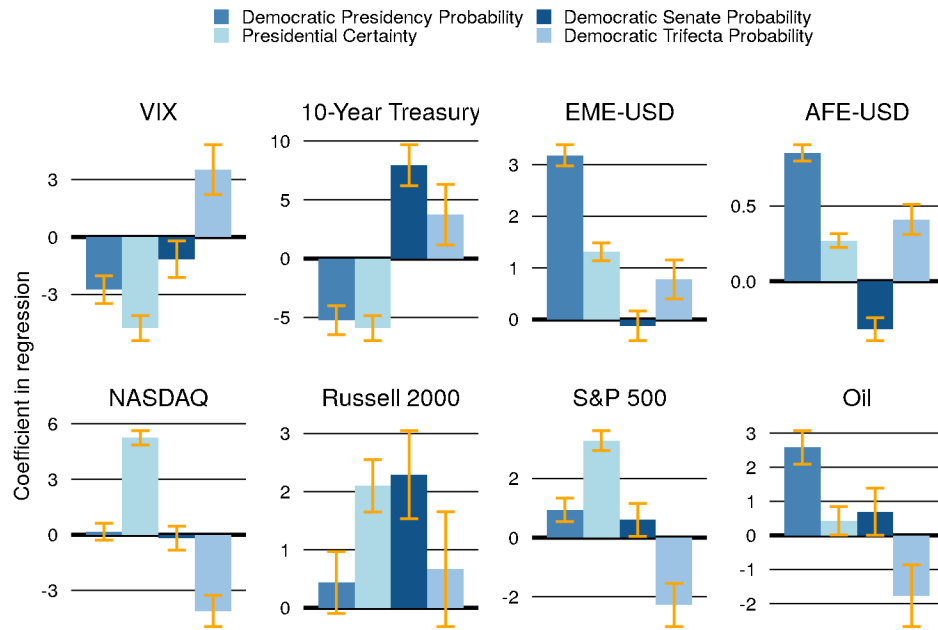 Democratic Presidency Probability
Democratic Senate Probability
Presidential Certainty
Democratic Trifecta Probability
VIX
10-Year Treasury
EME-USD
AFE-USD
3
0
-3
10
5
0
-5
3
2
1
0
0.5
0.0
Coefficient in regression
NASDAQ
Russell 2000
S&P 500
Oil
6
3
0
-3
3
2
1
0
2
0
-2
3
2
1
0
-1
-2